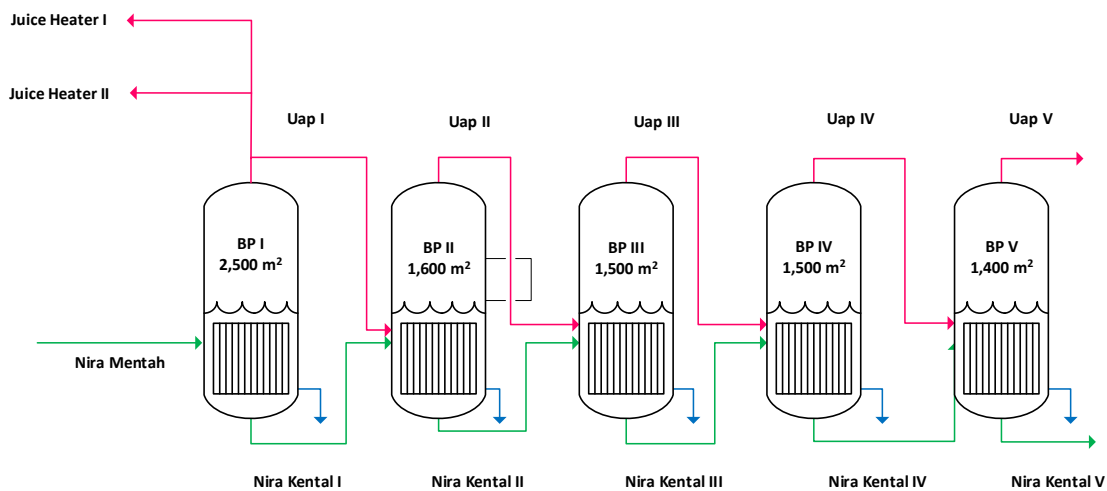 Juice Heater I
Juice Heater II
Uap I
Uap II
Uap III
Uap IV
Uap V
BP I
2,500 m²
BP II
1,600 m²
BP III
1,500 m²
BP IV
1,500 m²
BP V
1,400 m²
Nira Mentah
Nira Kental I
Nira Kental II
Nira Kental III
Nira Kental IV
Nira Kental V